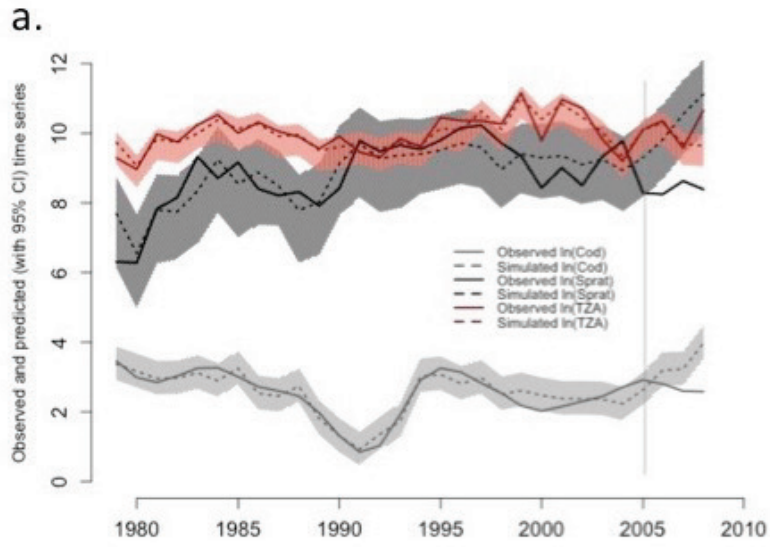 a.
Observed and predicted (with 95% CI) time series
12
10
8
6
4
2
0
Observed ln(Cod)
Simulated ln(Cod)
Observed ln(Sprat)
Simulated ln(Sprat)
Observed ln(TZA)
Simulated ln(TZA)
1980 1985 1990 1995 2000 2005 2010